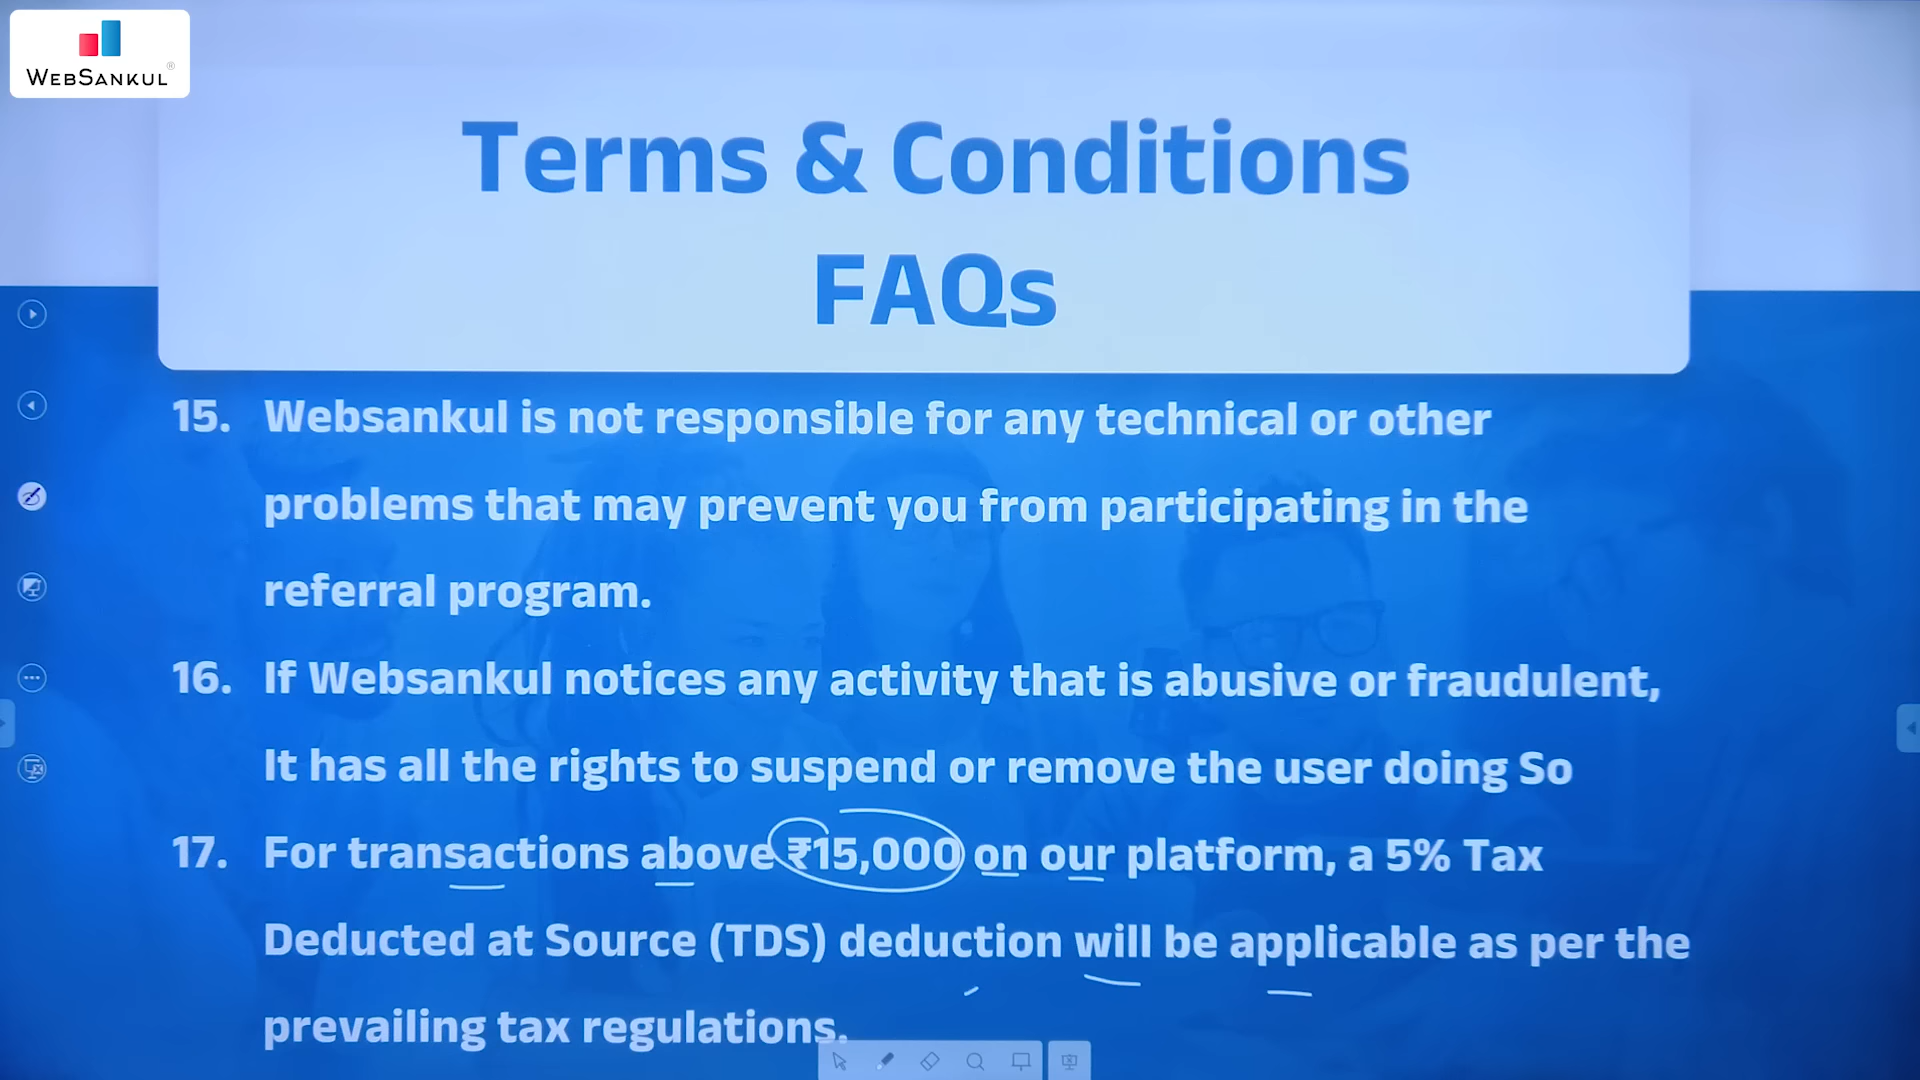 WEBSANKUL®
Terms & Conditions
FAQs
15. Websankul is not responsible for any technical or other
problems that may prevent you from participating in the
referral program.
16. If Websankul notices any activity that is abusive or fraudulent,
It has all the rights to suspend or remove the user doing So
17. For transactions above ₹15,000 on our platform, a 5% Tax
Deducted at Source (TDS) deduction will be applicable as per the
prevailing tax regulations.